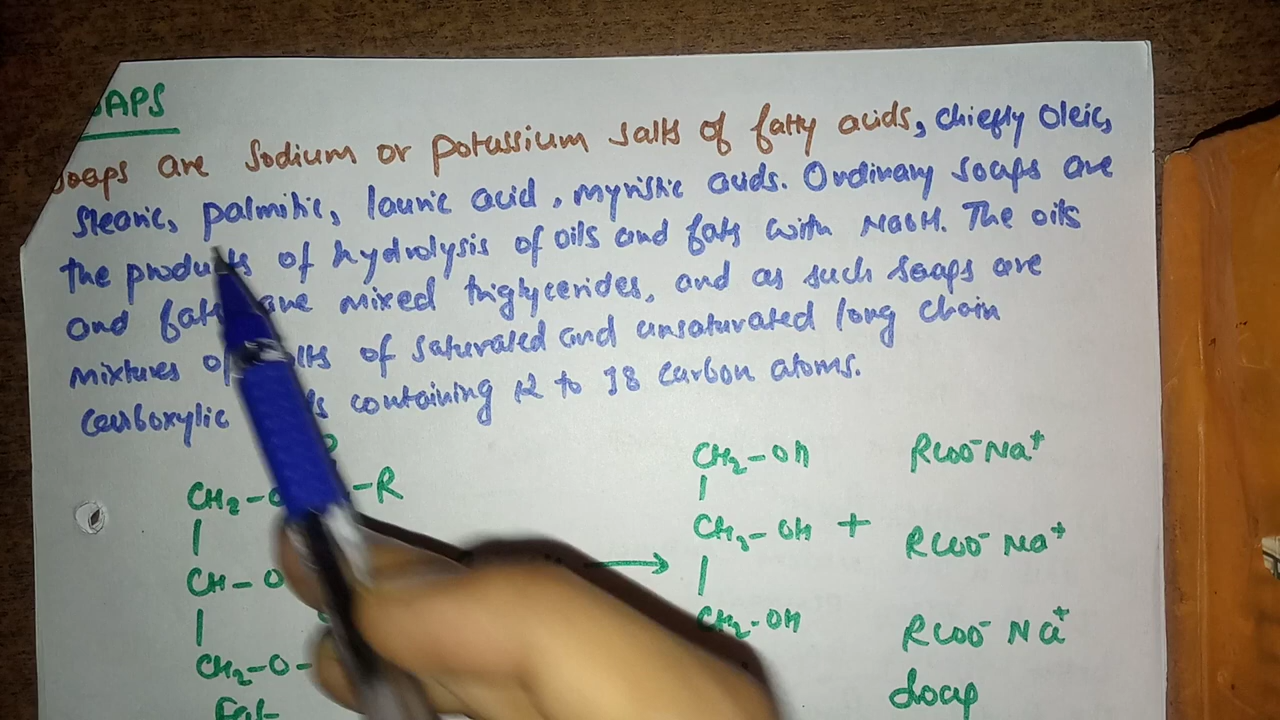 SOAPS
Soaps are Sodium or potassium salts of fatty acids, chiefly Oleic,
Stearic, palmitic, lauric acid, myristic acids. Ordinary soaps are
the products of hydrolysis of oils and fats with NaOH. The oils
and fats are mixed triglycerides, and as such soaps are
mixtures of salts of saturated and unsaturated long chain
Carboxylic containing 12 to 18 carbon atoms.
CH2-O -R CH2-OH RCOO-Na+
CH-O → CH2-OH + RCOO-Na+
CH2-O- CH2-OH RCOO-Na+
Fat Soap